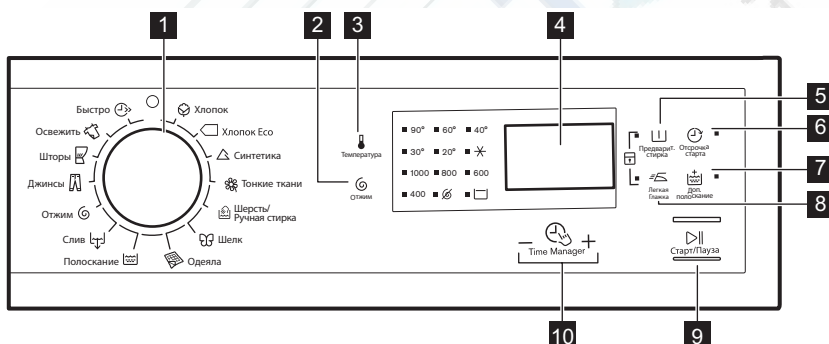 1
2
3
4
5
6
7
8
9
10
Быстро
Освежить
Шторы
Джинсы
Отжим
Слив
Полоскание
Хлопок
Хлопок Eco
Синтетика
Тонкие ткани
Шерсть/
Ручная стирка
Шелк
Одеяла
Температура
Отжим
90° 60° 40°
30° 20°
1000 800 600
400
Предварит.
стирка
Отсрочка
старта
Легкая
Глажка
Доп.
полоскание
Time Manager
Старт/Пауза